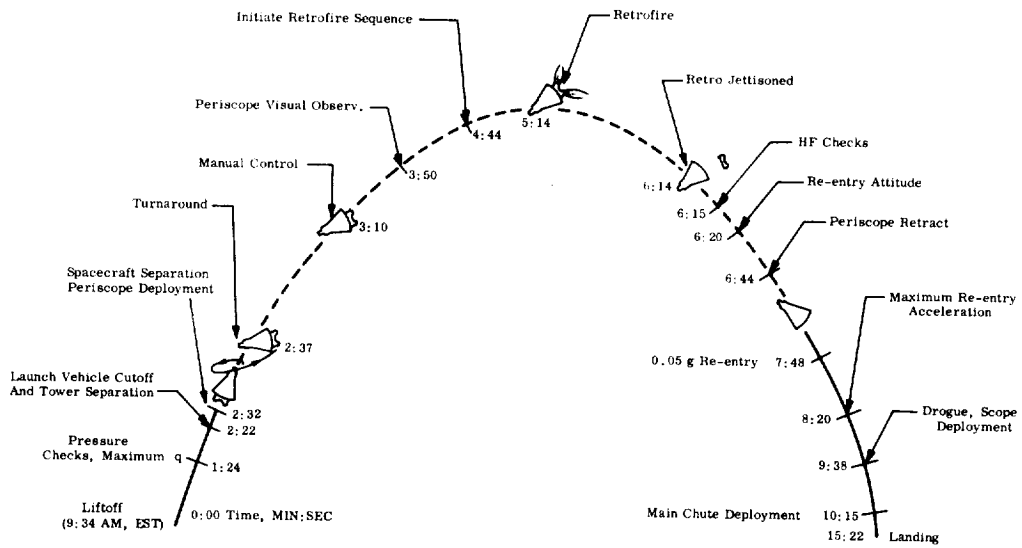 Initiate Retrofire Sequence
Retrofire
Retro Jettisoned
Periscope Visual Observ.
5:14
4:44
HF Checks
Manual Control
3:50
6:14
Re-entry Attitude
Turnaround
3:10
6:15
6:20
Periscope Retract
Spacecraft Separation
Periscope Deployment
6:44
Maximum Re-entry
Acceleration
2:37
0.05 g Re-entry
7:48
Launch Vehicle Cutoff
And Tower Separation
2:32
2:22
8:20
Drogue, Scope
Deployment
Pressure
Checks, Maximum q
1:24
9:38
Liftoff
(9:34 AM, EST)
0:00 Time, MIN:SEC
Main Chute Deployment
10:15
15:22
Landing